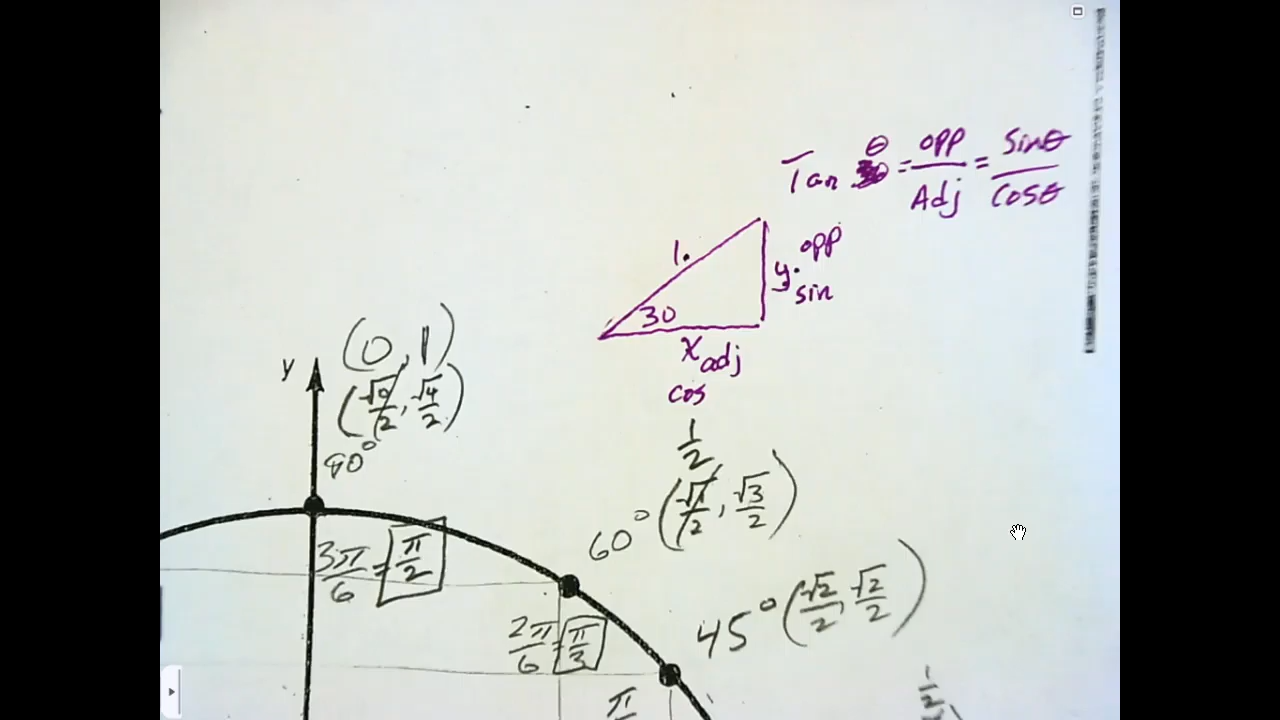 Tan θ = opp/Adj = sinθ/cosθ
1.
y. opp
sin
30
x adj
cos
(0, 1)
y
(√0/2, √4/2)
90°
1/2
60° (√1/2, √3/2)
3π/6 = π/2
45° (√2/2, √2/2)
2π/6 = π/3
π